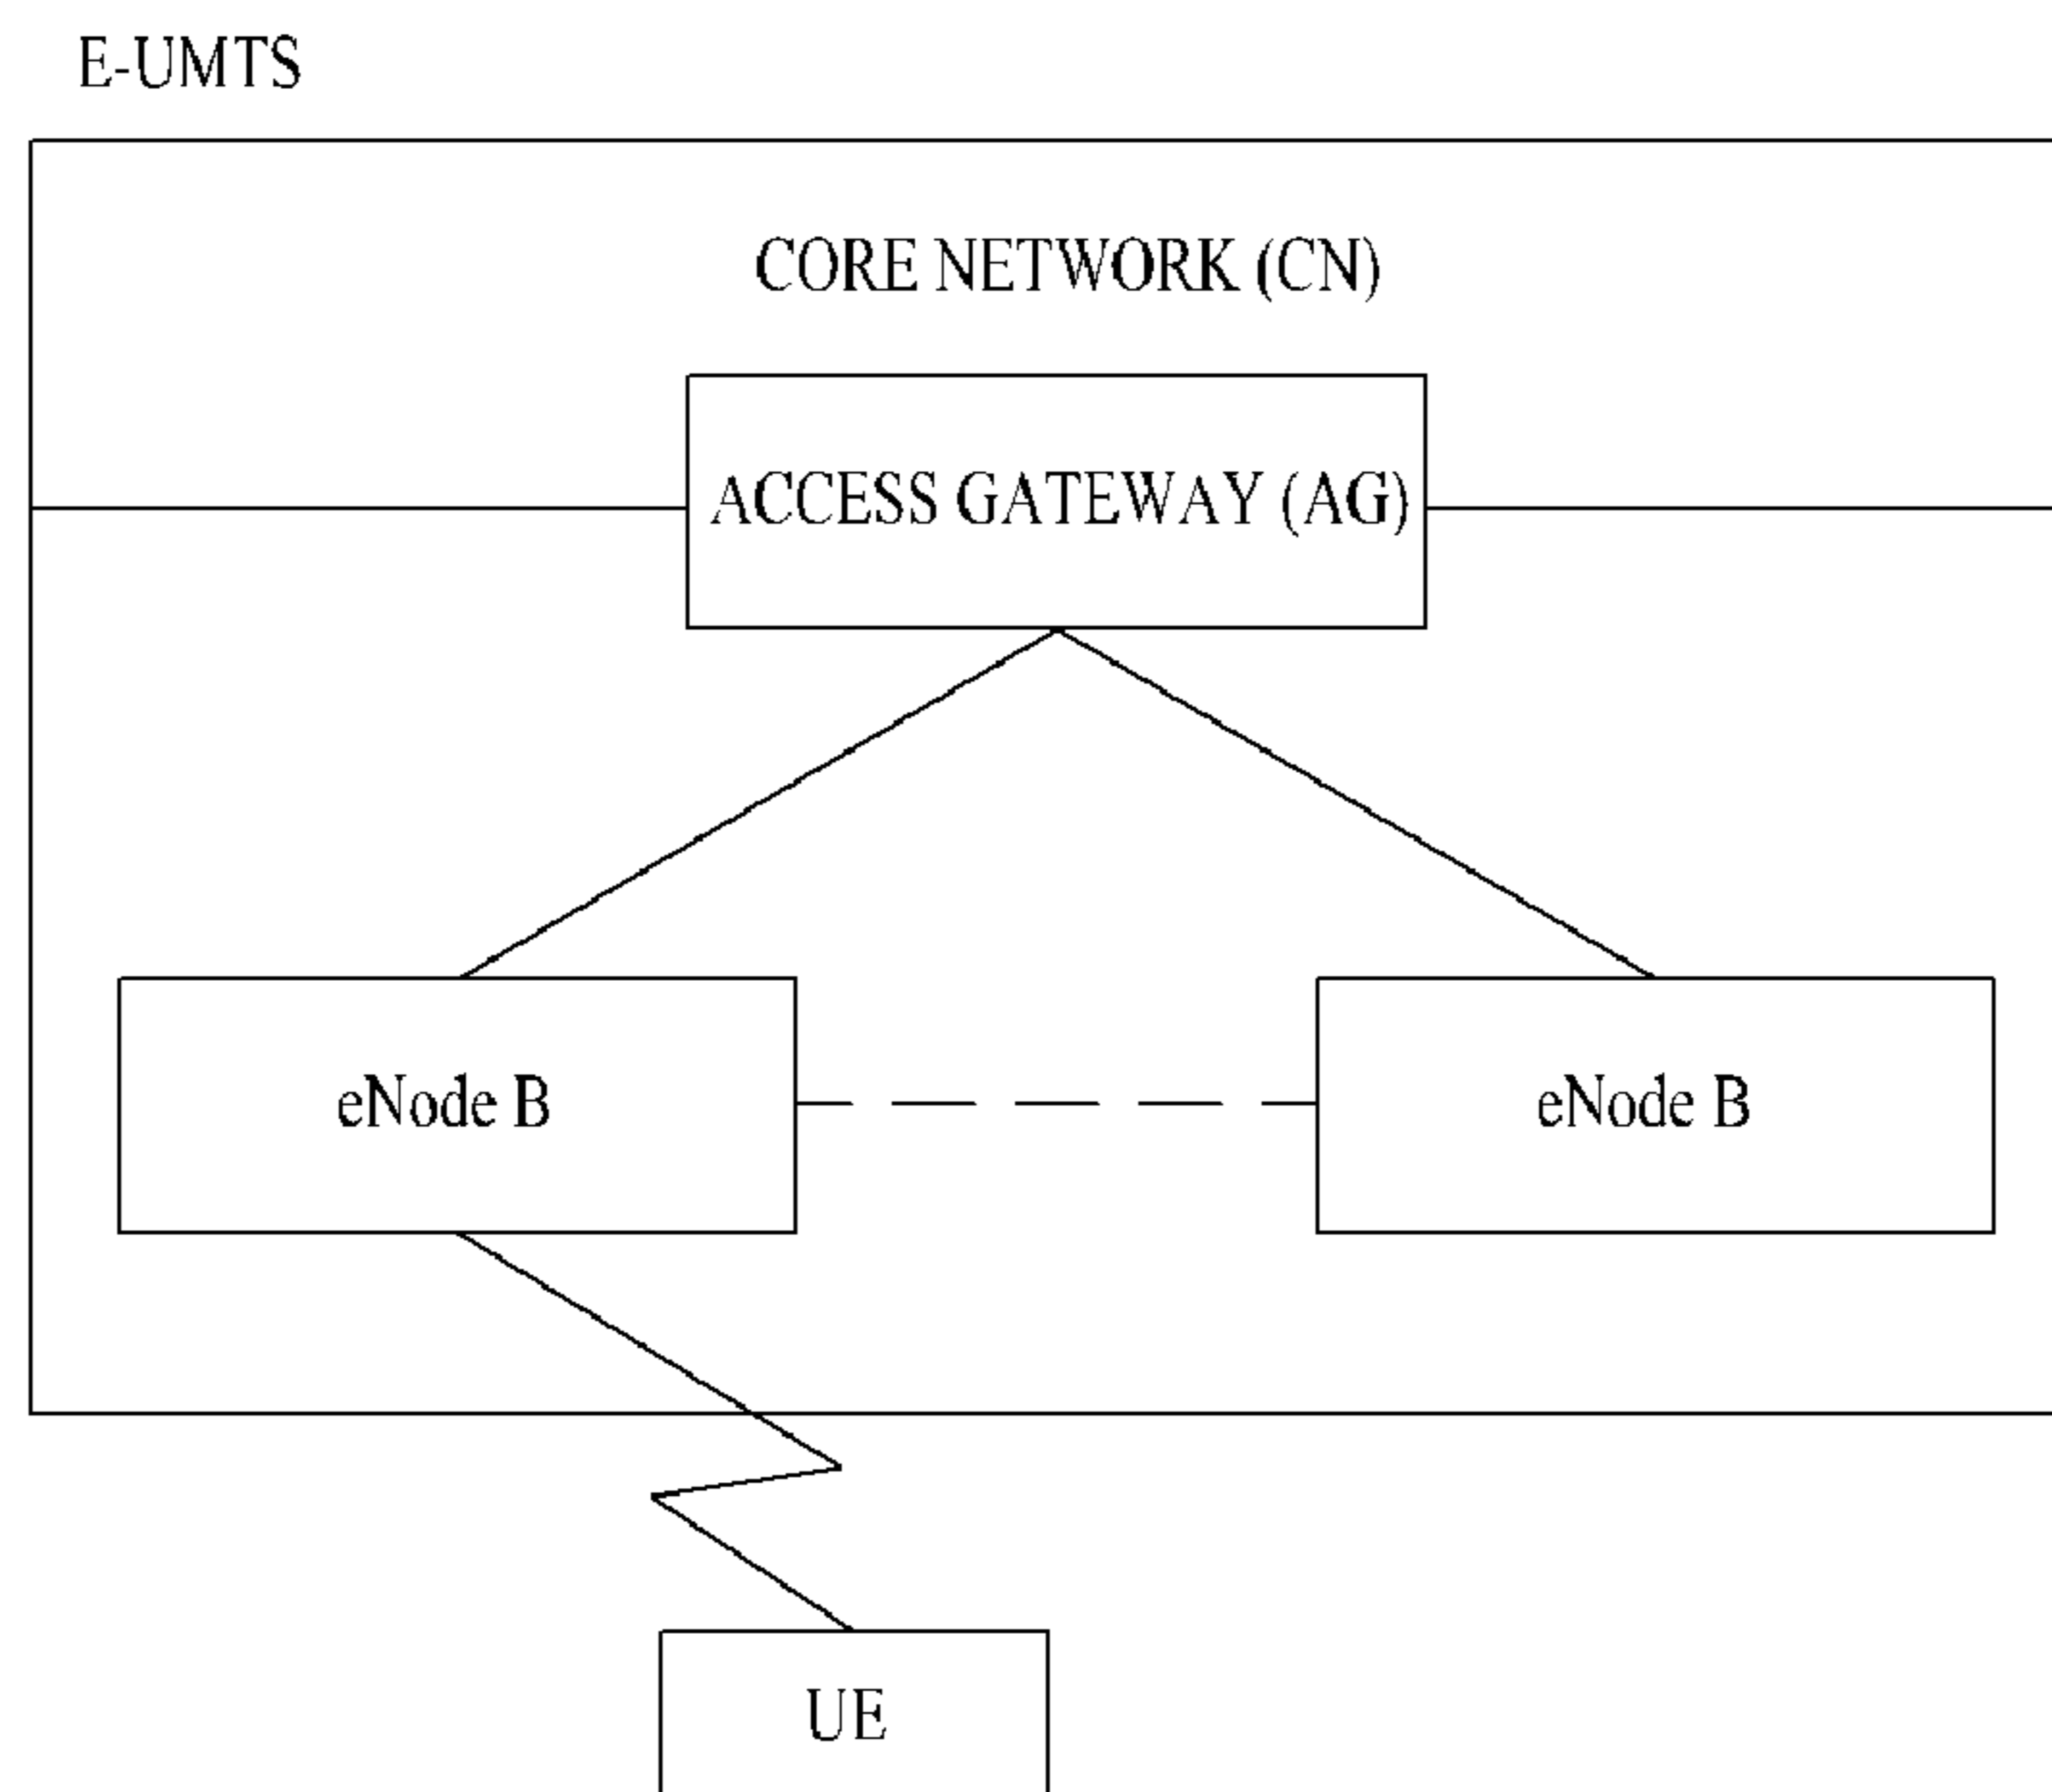 E-UMTS
CORE NETWORK (CN)
ACCESS GATEWAY (AG)
eNode B
eNode B
UE